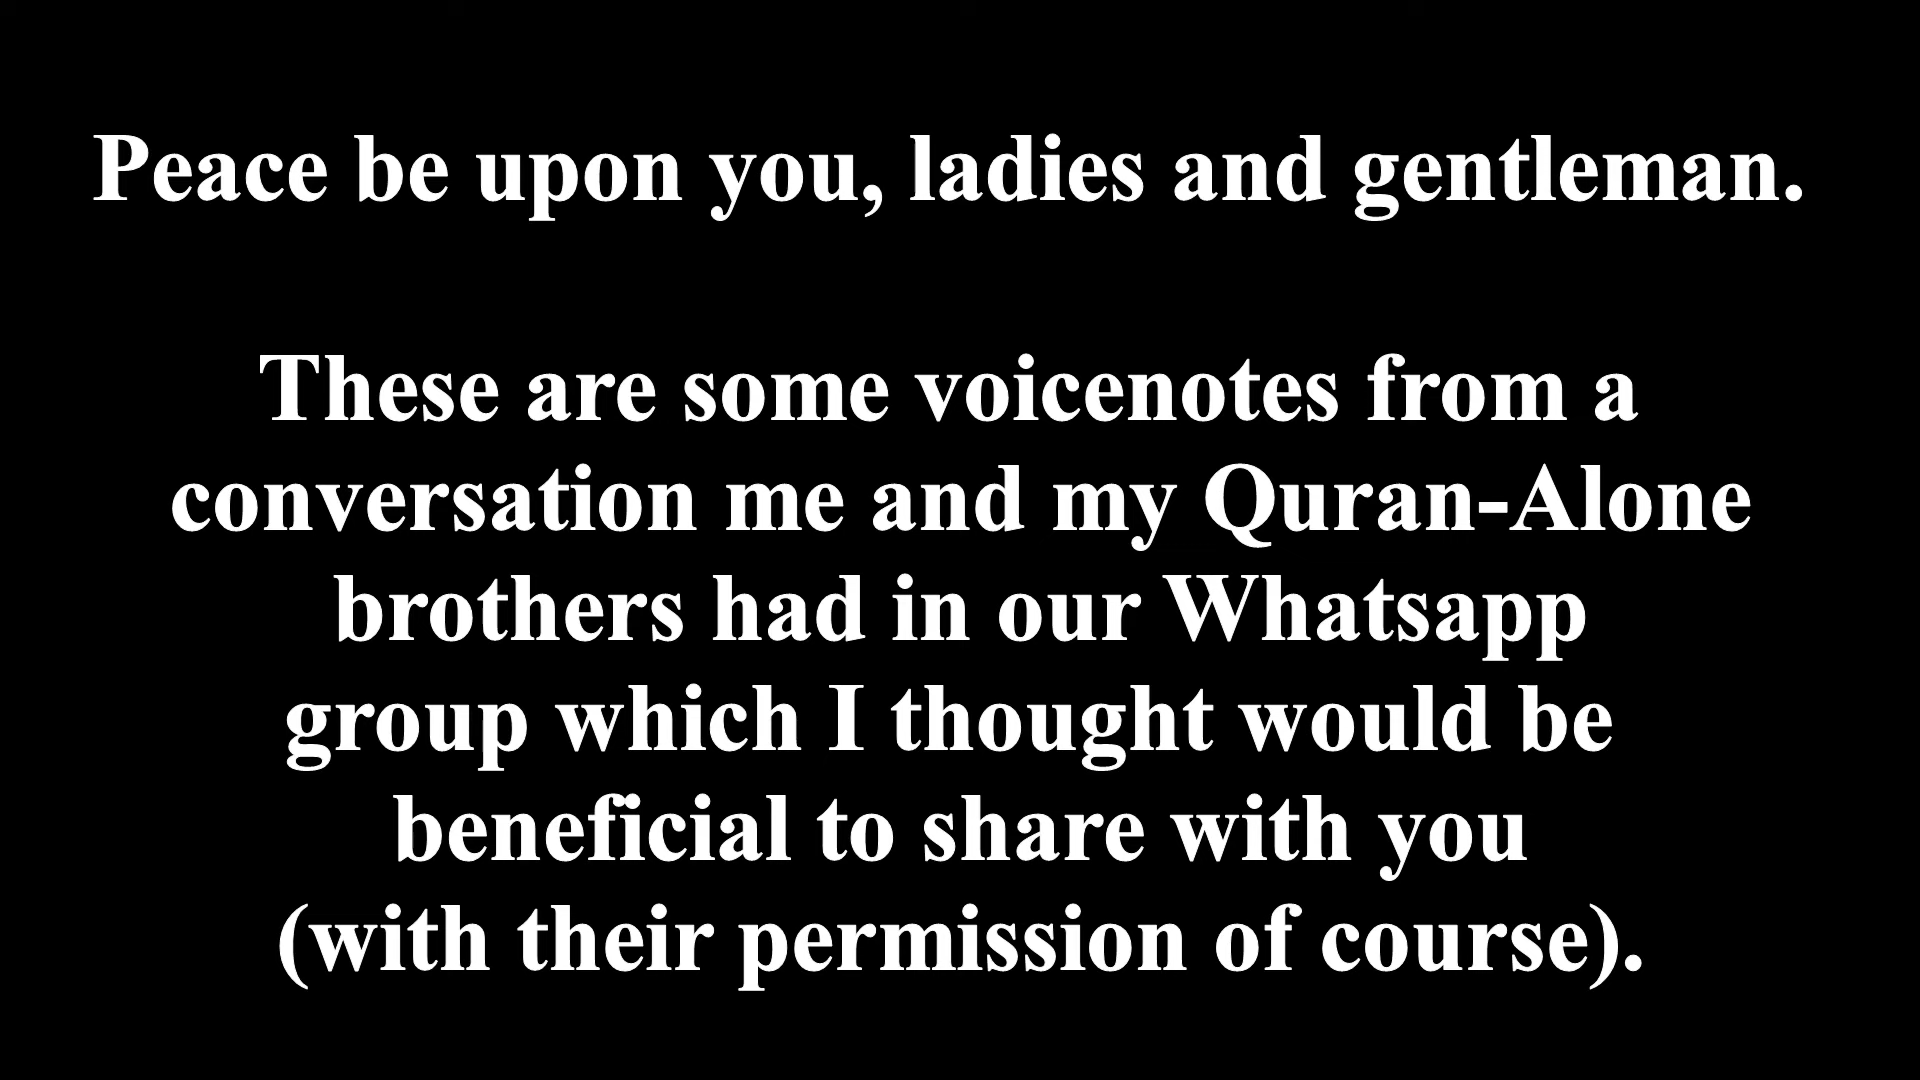 Peace be upon you, ladies and gentleman.
These are some voicenotes from a
conversation me and my Quran-Alone
brothers had in our Whatsapp
group which I thought would be
beneficial to share with you
(with their permission of course).